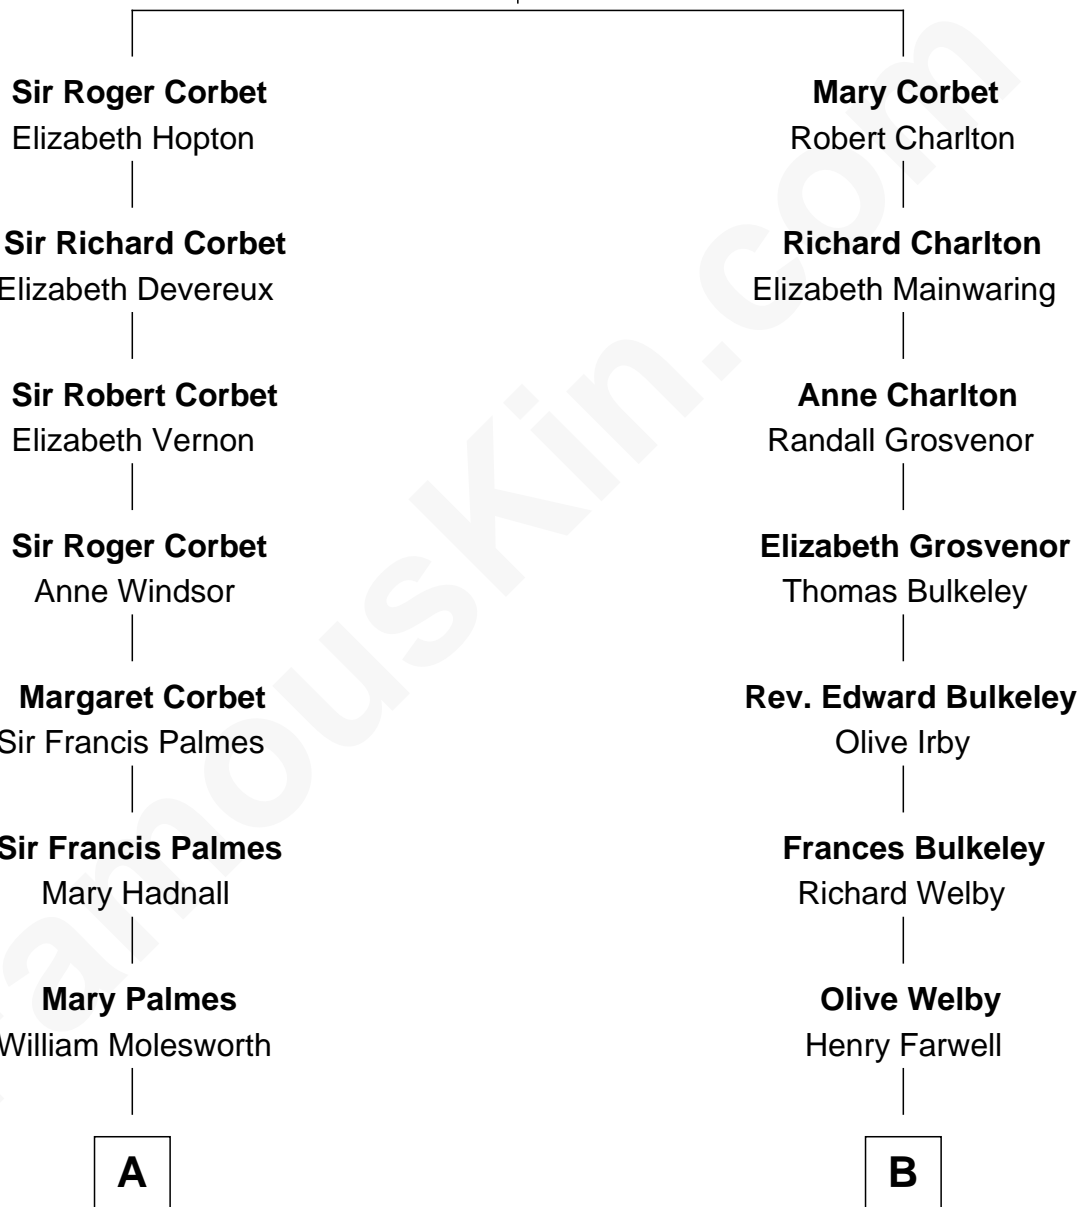 Sir Roger Corbet
Elizabeth Hopton
Sir Richard Corbet
Elizabeth Devereux
Sir Robert Corbet
Elizabeth Vernon
Sir Roger Corbet
Anne Windsor
Margaret Corbet
Sir Francis Palmes
Sir Francis Palmes
Mary Hadnall
Mary Palmes
William Molesworth
A
Mary Corbet
Robert Charlton
Richard Charlton
Elizabeth Mainwaring
Anne Charlton
Randall Grosvenor
Elizabeth Grosvenor
Thomas Bulkeley
Rev. Edward Bulkeley
Olive Irby
Frances Bulkeley
Richard Welby
Olive Welby
Henry Farwell
B
FamousKin.com